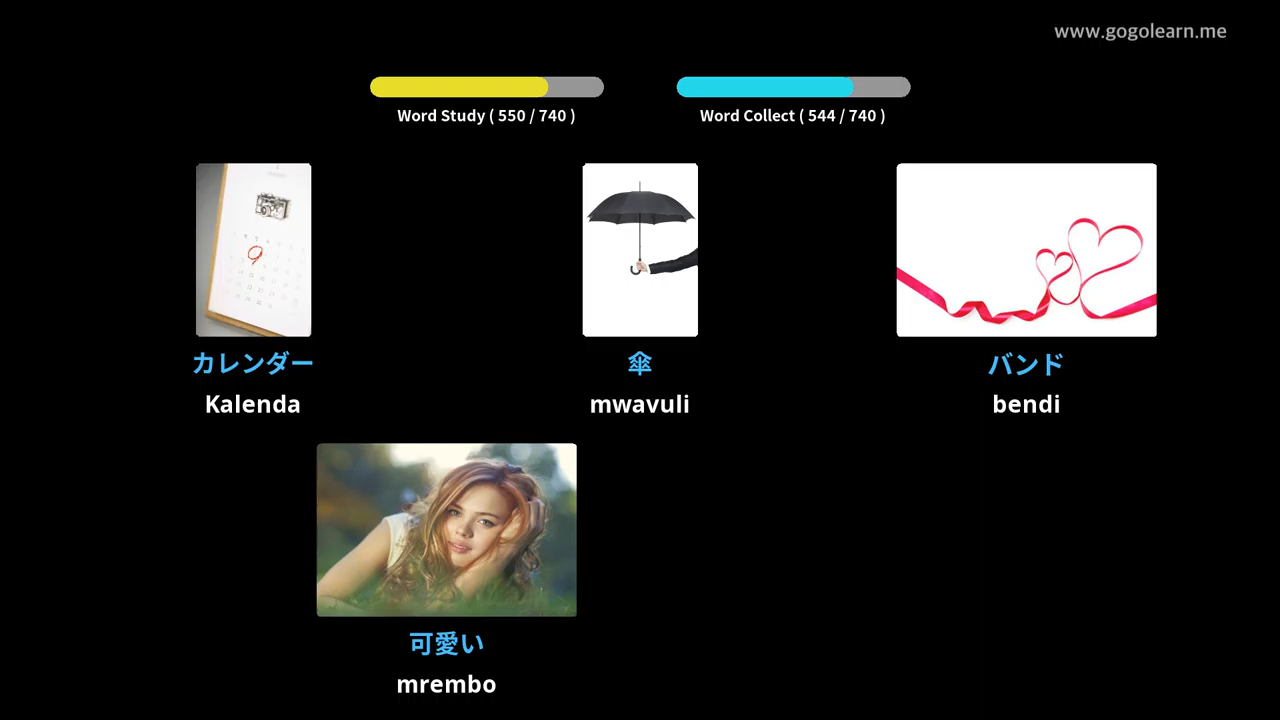 www.gogolearn.me
Word Study ( 550 / 740 )
Word Collect ( 544 / 740 )
カレンダー
傘
バンド
Kalenda
mwavuli
bendi
可愛い
mrembo